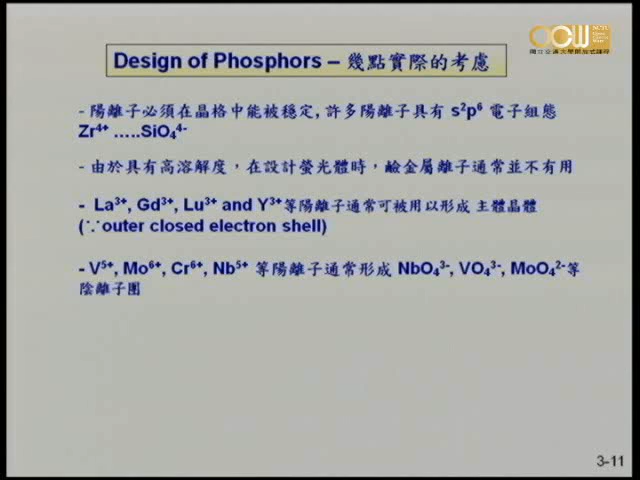 Design of Phosphors – 幾點實際的考慮
- 陽離子必須在晶格中能被穩定, 許多陽離子具有 s²p⁶ 電子組態
Zr⁴⁺ .....SiO₄⁴⁻
- 由於具有高溶解度，在設計螢光體時，鹼金屬離子通常並不有用
- La³⁺, Gd³⁺, Lu³⁺ and Y³⁺等陽離子通常可被用以形成 主體晶體
(∵outer closed electron shell)
- V⁵⁺, Mo⁶⁺, Cr⁶⁺, Nb⁵⁺ 等陽離子通常形成 NbO₄³⁻, VO₄³⁻, MoO₄²⁻等
陰離子團
3-11